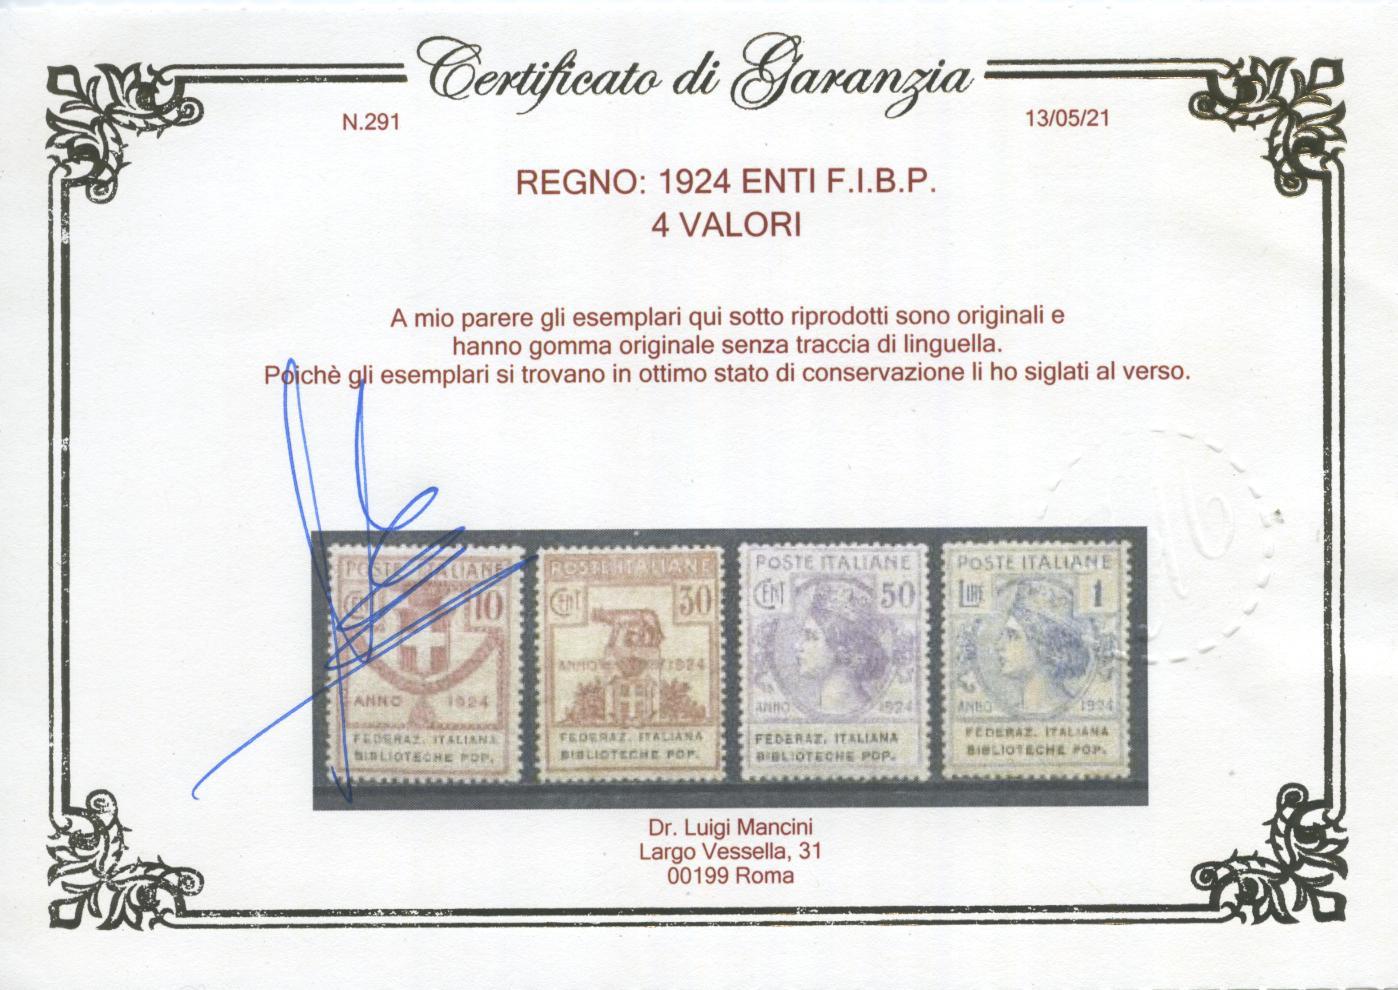 Certificato di Garanzia
N.291
13/05/21
REGNO: 1924 ENTI F.I.B.P.
4 VALORI
A mio parere gli esemplari qui sotto riprodotti sono originali e
hanno gomma originale senza traccia di linguella.
Poichè gli esemplari si trovano in ottimo stato di conservazione li ho siglati al verso.
POSTE ITALIANE
CENT 10
ANNO 1924
FEDERAZ. ITALIANA
BIBLIOTECHE POP.
POSTE ITALIANE
CENT 30
ANNO 1924
FEDERAZ. ITALIANA
BIBLIOTECHE POP.
POSTE ITALIANE
CENT 50
ANNO 1924
FEDERAZ. ITALIANA
BIBLIOTECHE POP.
POSTE ITALIANE
LIRE 1
ANNO 1924
FEDERAZ. ITALIANA
BIBLIOTECHE POP.
Dr. Luigi Mancini
Largo Vessella, 31
00199 Roma